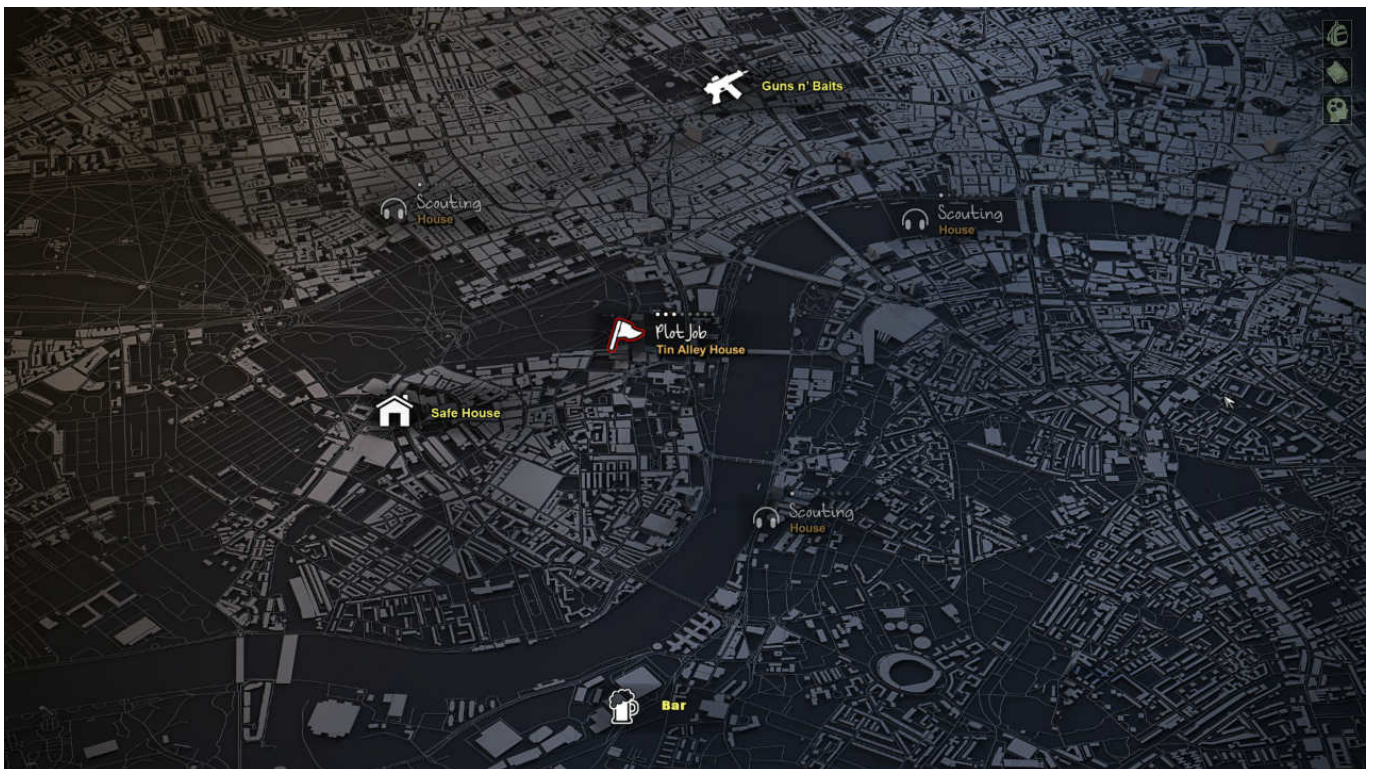 Guns n' Baits
Scouting
House
Scouting
House
Plot Job
Tin Alley House
Safe House
Scouting
House
Bar